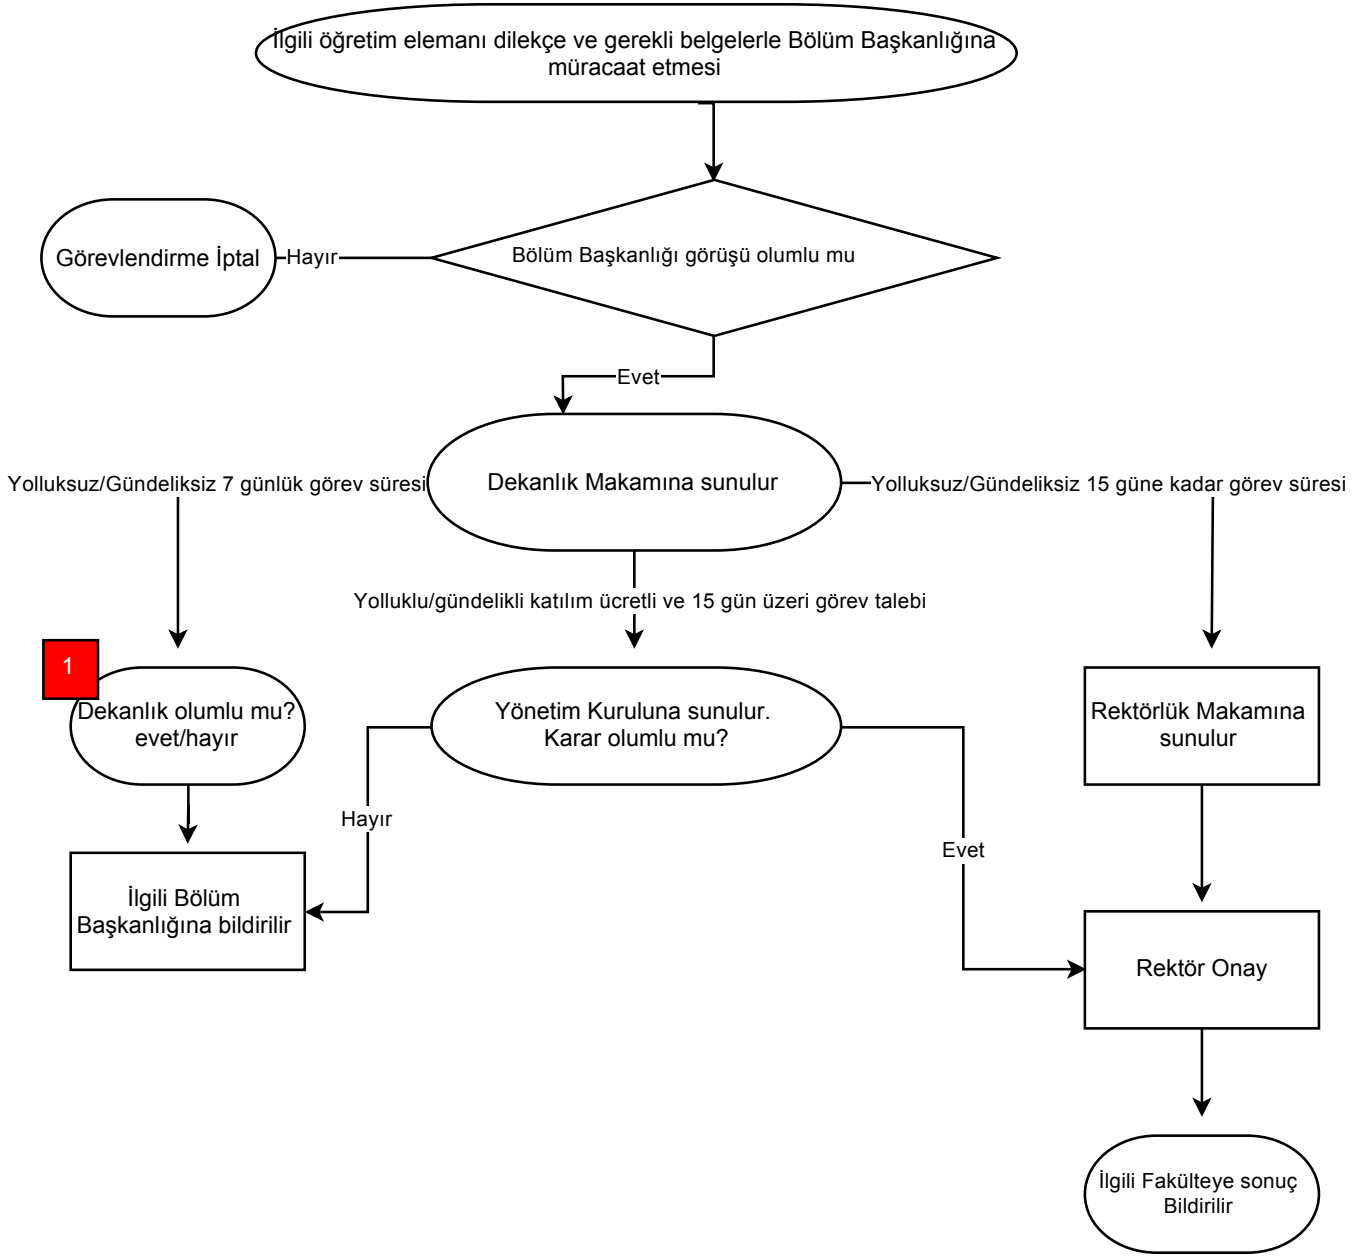 İlgili öğretim elemanı dilekçe ve gerekli belgelerle Bölüm Başkanlığına
müracaat etmesi
Görevlendirme İptal
Hayır
Bölüm Başkanlığı görüşü olumlu mu
Evet
Yolluksuz/Gündeliksiz 7 günlük görev süresi
Dekanlık Makamına sunulur
Yolluksuz/Gündeliksiz 15 güne kadar görev süresi
Yolluklu/gündelikli katılım ücretli ve 15 gün üzeri görev talebi
1
Dekanlık olumlu mu?
evet/hayır
Yönetim Kuruluna sunulur.
Karar olumlu mu?
Rektörlük Makamına
sunulur
Hayır
Evet
İlgili Bölüm
Başkanlığına bildirilir
Rektör Onay
İlgili Fakülteye sonuç
Bildirilir